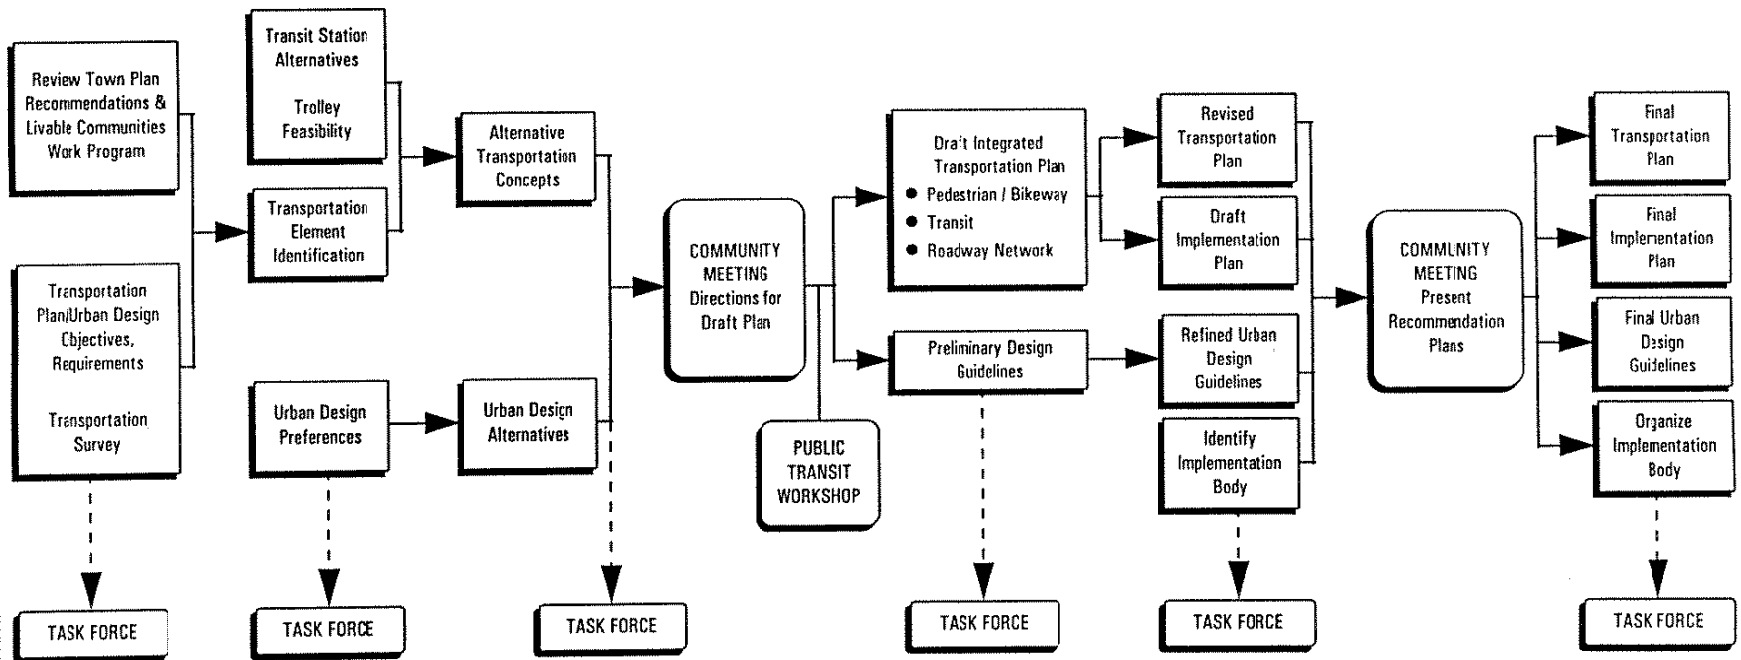 Review Town Plan
Recommendations &
Livable Communities
Work Program
Transportation
Plan/Urban Design
Objectives,
Requirements
Transportation
Survey
TASK FORCE
Transit Station
Alternatives
Trolley
Feasibility
Transportation
Element
Identification
Urban Design
Preferences
TASK FORCE
Alternative
Transportation
Concepts
Urban Design
Alternatives
TASK FORCE
COMMUNITY
MEETING
Directions for
Draft Plan
PUBLIC
TRANSIT
WORKSHOP
Draft Integrated
Transportation Plan
● Pedestrian / Bikeway
● Transit
● Roadway Network
Preliminary Design
Guidelines
TASK FORCE
Revised
Transportation
Plan
Draft
Implementation
Plan
Refined Urban
Design
Guidelines
Identify
Implementation
Body
TASK FORCE
COMMUNITY
MEETING
Present
Recommendation
Plans
Final
Transportation
Plan
Final
Implementation
Plan
Final Urban
Design
Guidelines
Organize
Implementation
Body
TASK FORCE